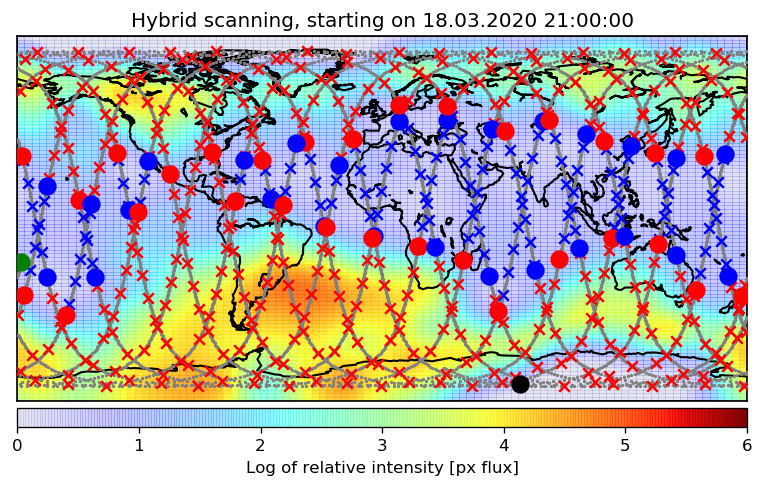 Hybrid scanning, starting on 18.03.2020 21:00:00
0 1 2 3 4 5 6
Log of relative intensity [px flux]